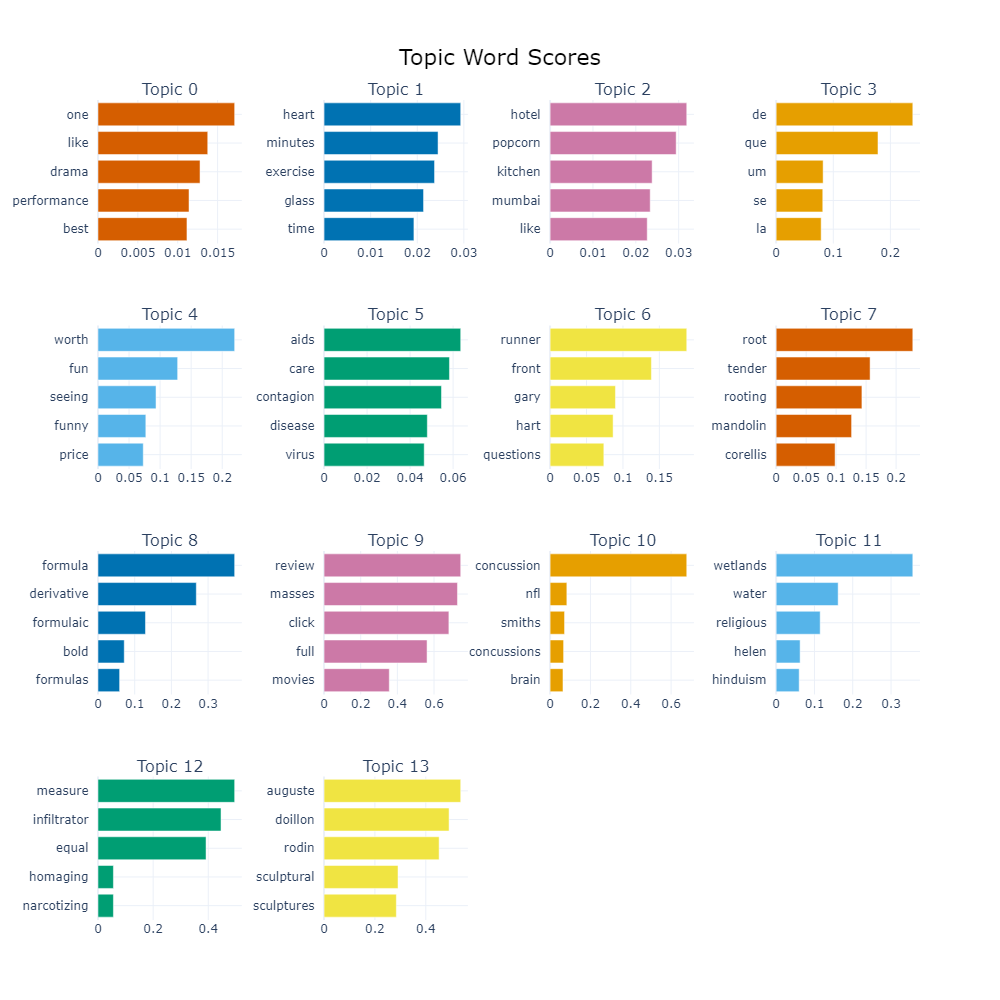 Topic Word Scores
Topic 0
one
like
drama
performance
best
0 0.005 0.01 0.015
Topic 1
heart
minutes
exercise
glass
time
0 0.01 0.02 0.03
Topic 2
hotel
popcorn
kitchen
mumbai
like
0 0.01 0.02 0.03
Topic 3
de
que
um
se
la
0 0.1 0.2
Topic 4
worth
fun
seeing
funny
price
0 0.05 0.1 0.15 0.2
Topic 5
aids
care
contagion
disease
virus
0 0.02 0.04 0.06
Topic 6
runner
front
gary
hart
questions
0 0.05 0.1 0.15
Topic 7
root
tender
rooting
mandolin
corellis
0 0.05 0.1 0.15 0.2
Topic 8
formula
derivative
formulaic
bold
formulas
0 0.1 0.2 0.3
Topic 9
review
masses
click
full
movies
0 0.2 0.4 0.6
Topic 10
concussion
nfl
smiths
concussions
brain
0 0.2 0.4 0.6
Topic 11
wetlands
water
religious
helen
hinduism
0 0.1 0.2 0.3
Topic 12
measure
infiltrator
equal
homaging
narcotizing
0 0.2 0.4
Topic 13
auguste
doillon
rodin
sculptural
sculptures
0 0.2 0.4